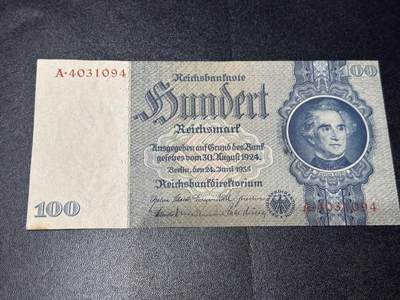 A·4031094
Reichsbanknote
100
Hundert
Reichsmark
Ausgegeben auf Grund des Bank
gesetzes vom 30. August 1924.
Berlin, den 24. Juni 1935
Reichsbankdirektorium
100
A·4031094